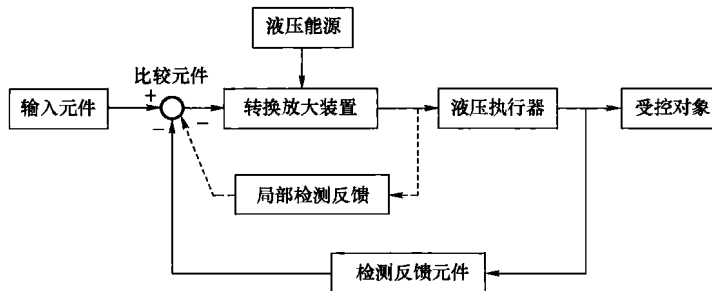 液压能源
比较元件
输入元件
+
−
−
转换放大装置
液压执行器
受控对象
局部检测反馈
检测反馈元件